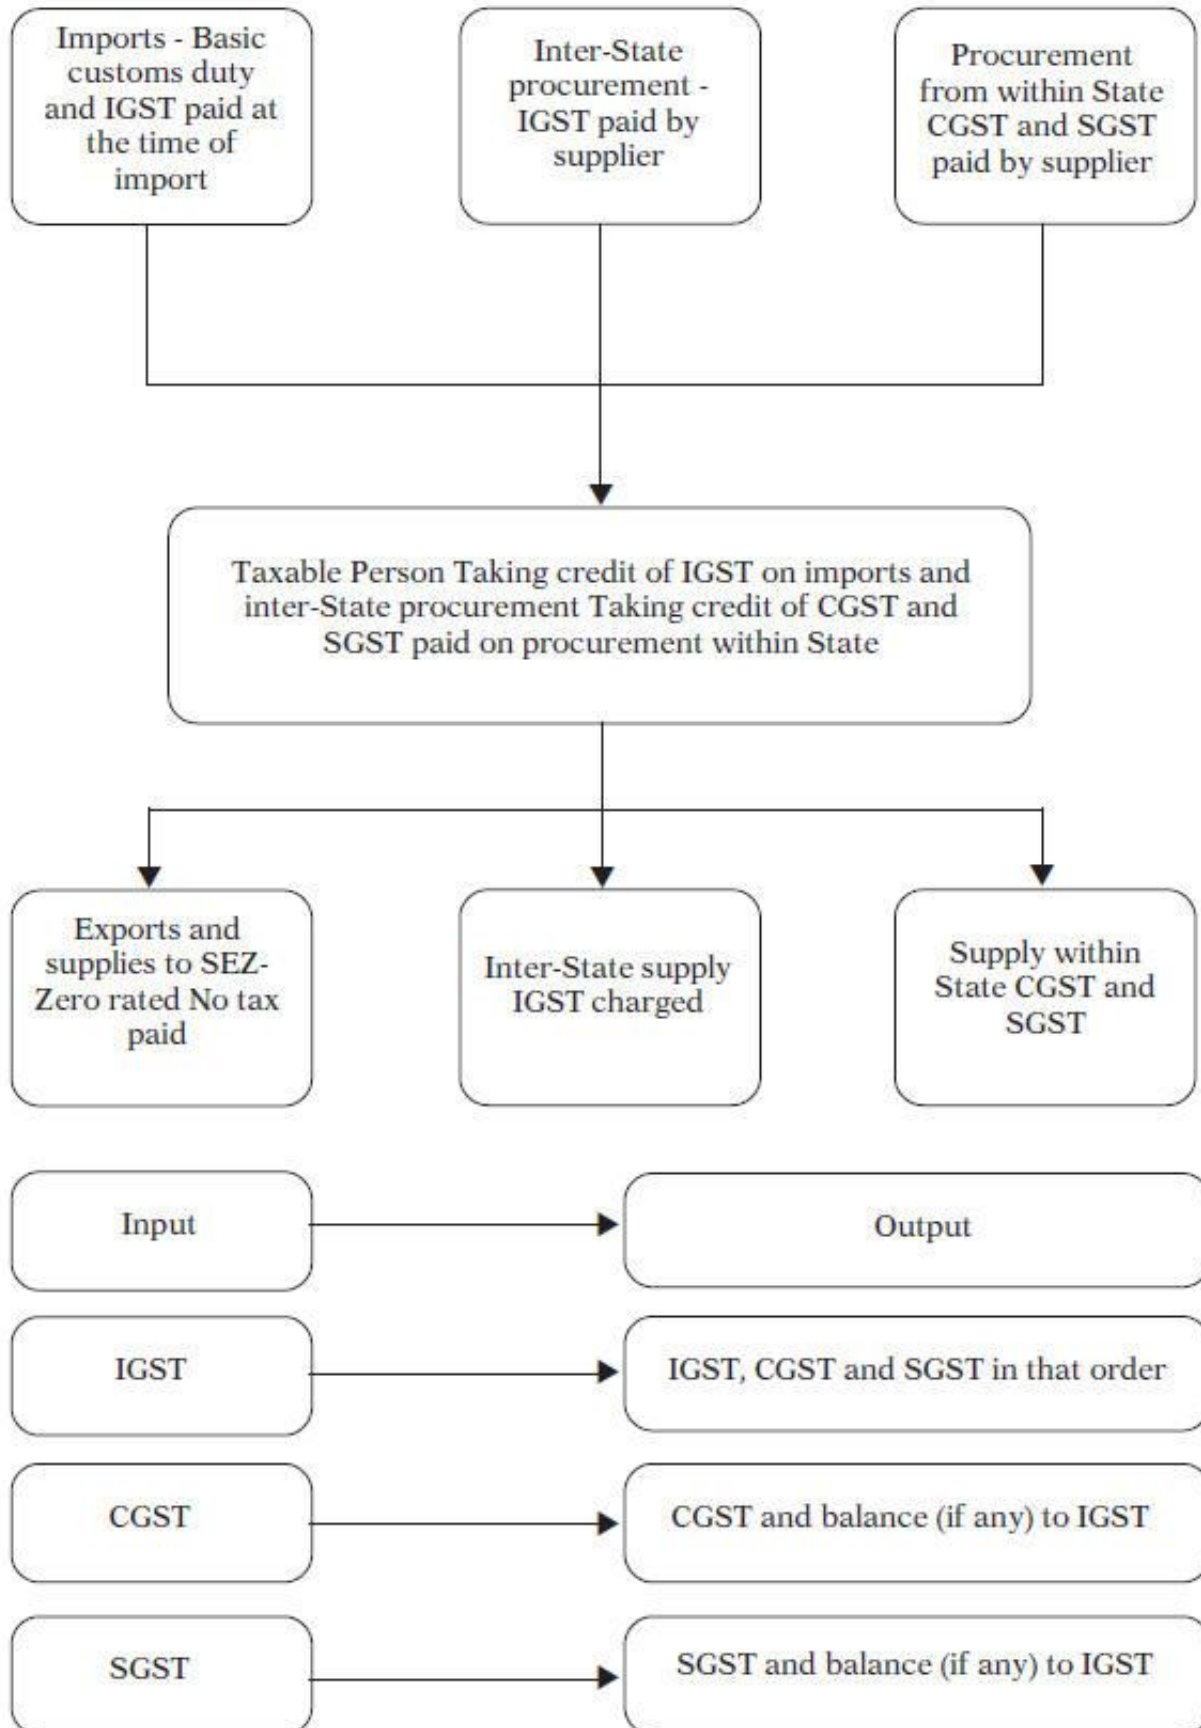 Imports - Basic
customs duty
and IGST paid at
the time of
import
Inter-State
procurement -
IGST paid by
supplier
Procurement
from within State
CGST and SGST
paid by supplier
Taxable Person Taking credit of IGST on imports and
inter-State procurement Taking credit of CGST and
SGST paid on procurement within State
Exports and
supplies to SEZ-
Zero rated No tax
paid
Inter-State supply
IGST charged
Supply within
State CGST and
SGST
Input
Output
IGST
IGST, CGST and SGST in that order
CGST
CGST and balance (if any) to IGST
SGST
SGST and balance (if any) to IGST